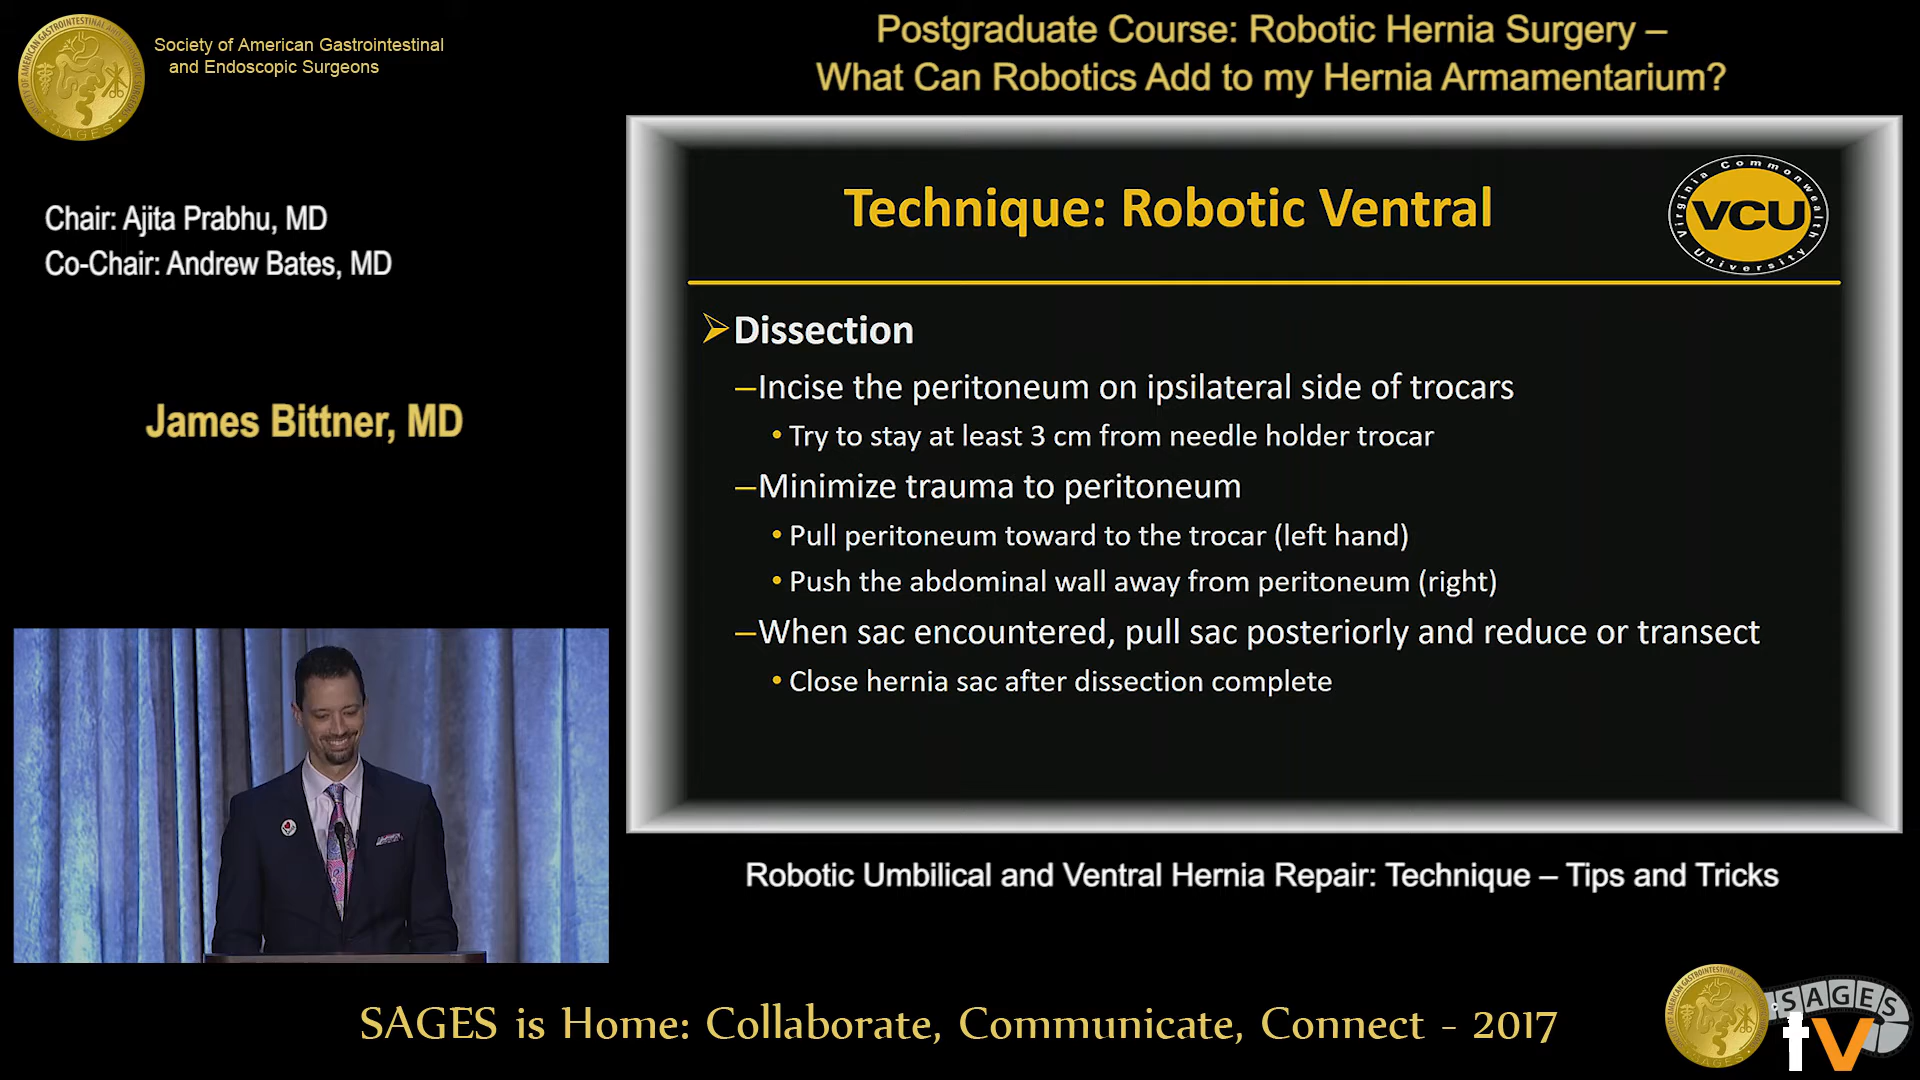 Society of American Gastrointestinal
and Endoscopic Surgeons
Postgraduate Course: Robotic Hernia Surgery –
What Can Robotics Add to my Hernia Armamentarium?
Chair: Ajita Prabhu, MD
Co-Chair: Andrew Bates, MD
James Bittner, MD
Technique: Robotic Ventral
Virginia Commonwealth University
VCU
Dissection
–Incise the peritoneum on ipsilateral side of trocars
• Try to stay at least 3 cm from needle holder trocar
–Minimize trauma to peritoneum
• Pull peritoneum toward to the trocar (left hand)
• Push the abdominal wall away from peritoneum (right)
–When sac encountered, pull sac posteriorly and reduce or transect
• Close hernia sac after dissection complete
Robotic Umbilical and Ventral Hernia Repair: Technique – Tips and Tricks
SAGES is Home: Collaborate, Communicate, Connect - 2017
SAGES
tv